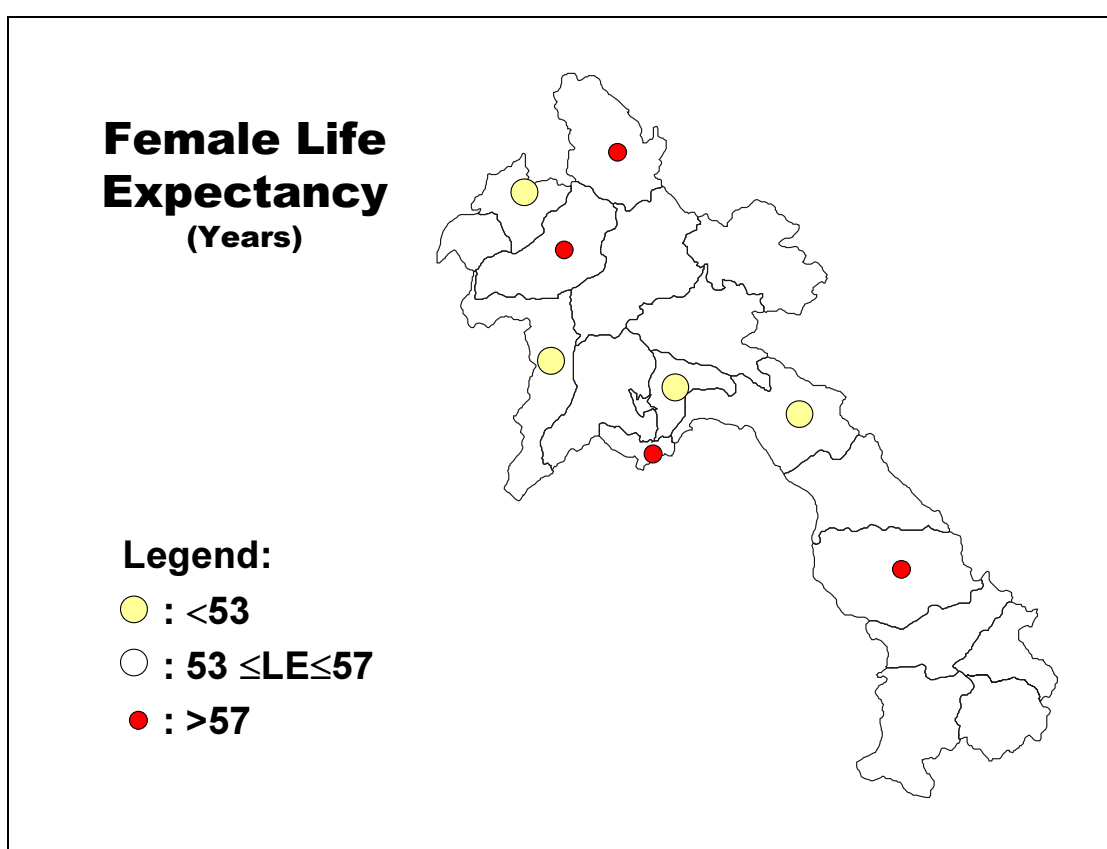 Female Life
Expectancy
(Years)
Legend:
: <53
: 53 ≤LE≤57
: >57